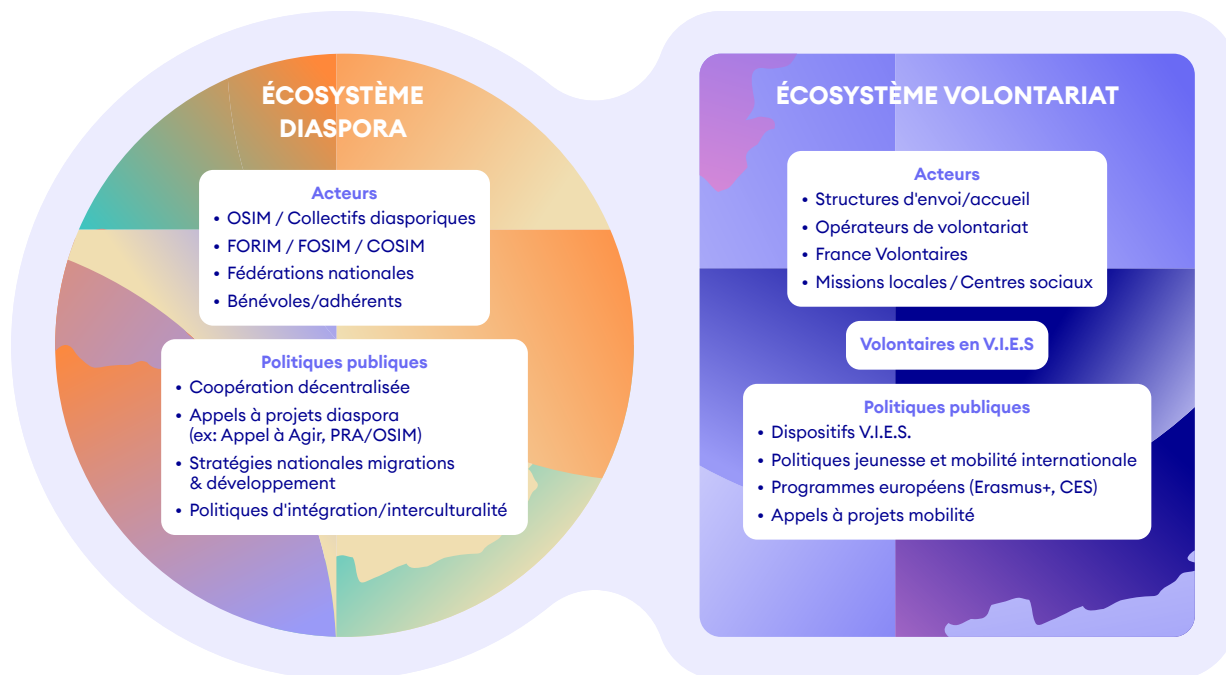 ÉCOSYSTÈME
DIASPORA
Acteurs
• OSIM / Collectifs diasporiques
• FORIM / FOSIM / COSIM
• Fédérations nationales
• Bénévoles/adhérents
Politiques publiques
• Coopération décentralisée
• Appels à projets diaspora
(ex: Appel à Agir, PRA/OSIM)
• Stratégies nationales migrations
& développement
• Politiques d'intégration/interculturalité
ÉCOSYSTÈME VOLONTARIAT
Acteurs
• Structures d'envoi/accueil
• Opérateurs de volontariat
• France Volontaires
• Missions locales / Centres sociaux
Volontaires en V.I.E.S
Politiques publiques
• Dispositifs V.I.E.S.
• Politiques jeunesse et mobilité internationale
• Programmes européens (Erasmus+, CES)
• Appels à projets mobilité